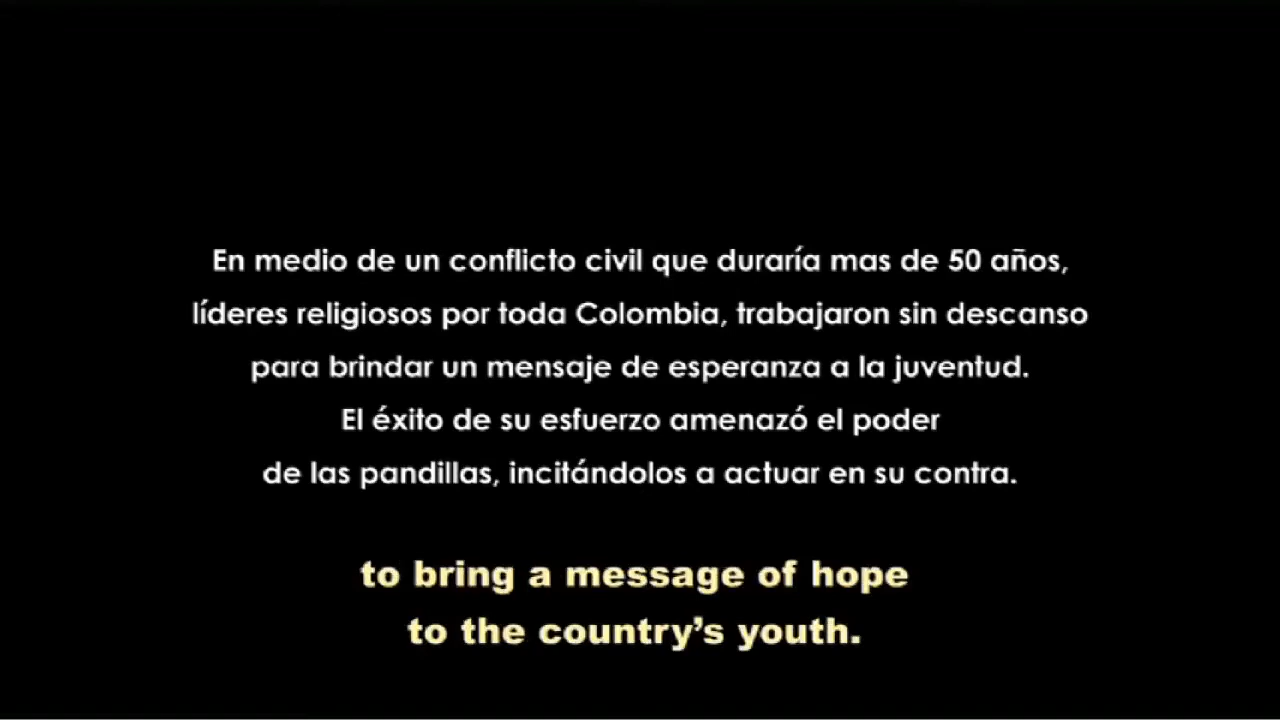 En medio de un conflicto civil que duraría mas de 50 años,
líderes religiosos por toda Colombia, trabajaron sin descanso
para brindar un mensaje de esperanza a la juventud.
El éxito de su esfuerzo amenazó el poder
de las pandillas, incitándolos a actuar en su contra.
to bring a message of hope
to the country’s youth.